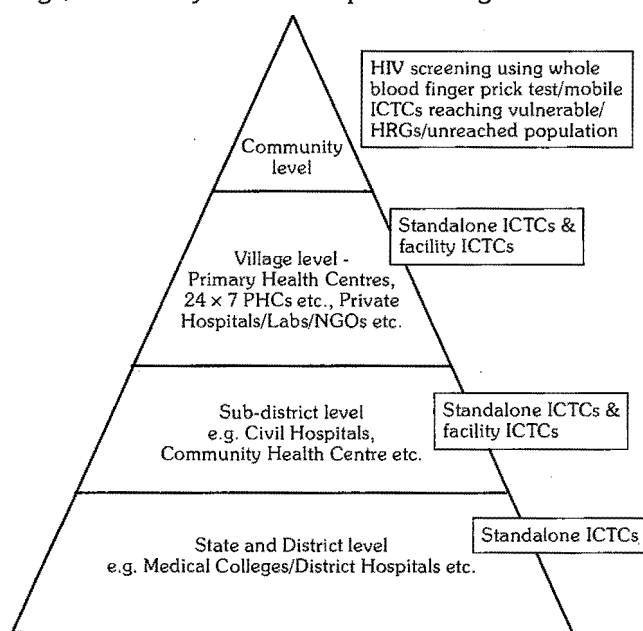 HIV screening using whole
blood finger prick test/mobile
ICTCs reaching vulnerable/
HRGs/unreached population
Community
level
Standalone ICTCs &
facility ICTCs
Village level -
Primary Health Centres,
24 × 7 PHCs etc., Private
Hospitals/Labs/NGOs etc.
Standalone ICTCs &
facility ICTCs
Sub-district level
e.g. Civil Hospitals,
Community Health Centre etc.
Standalone ICTCs
State and District level
e.g. Medical Colleges/District Hospitals etc.